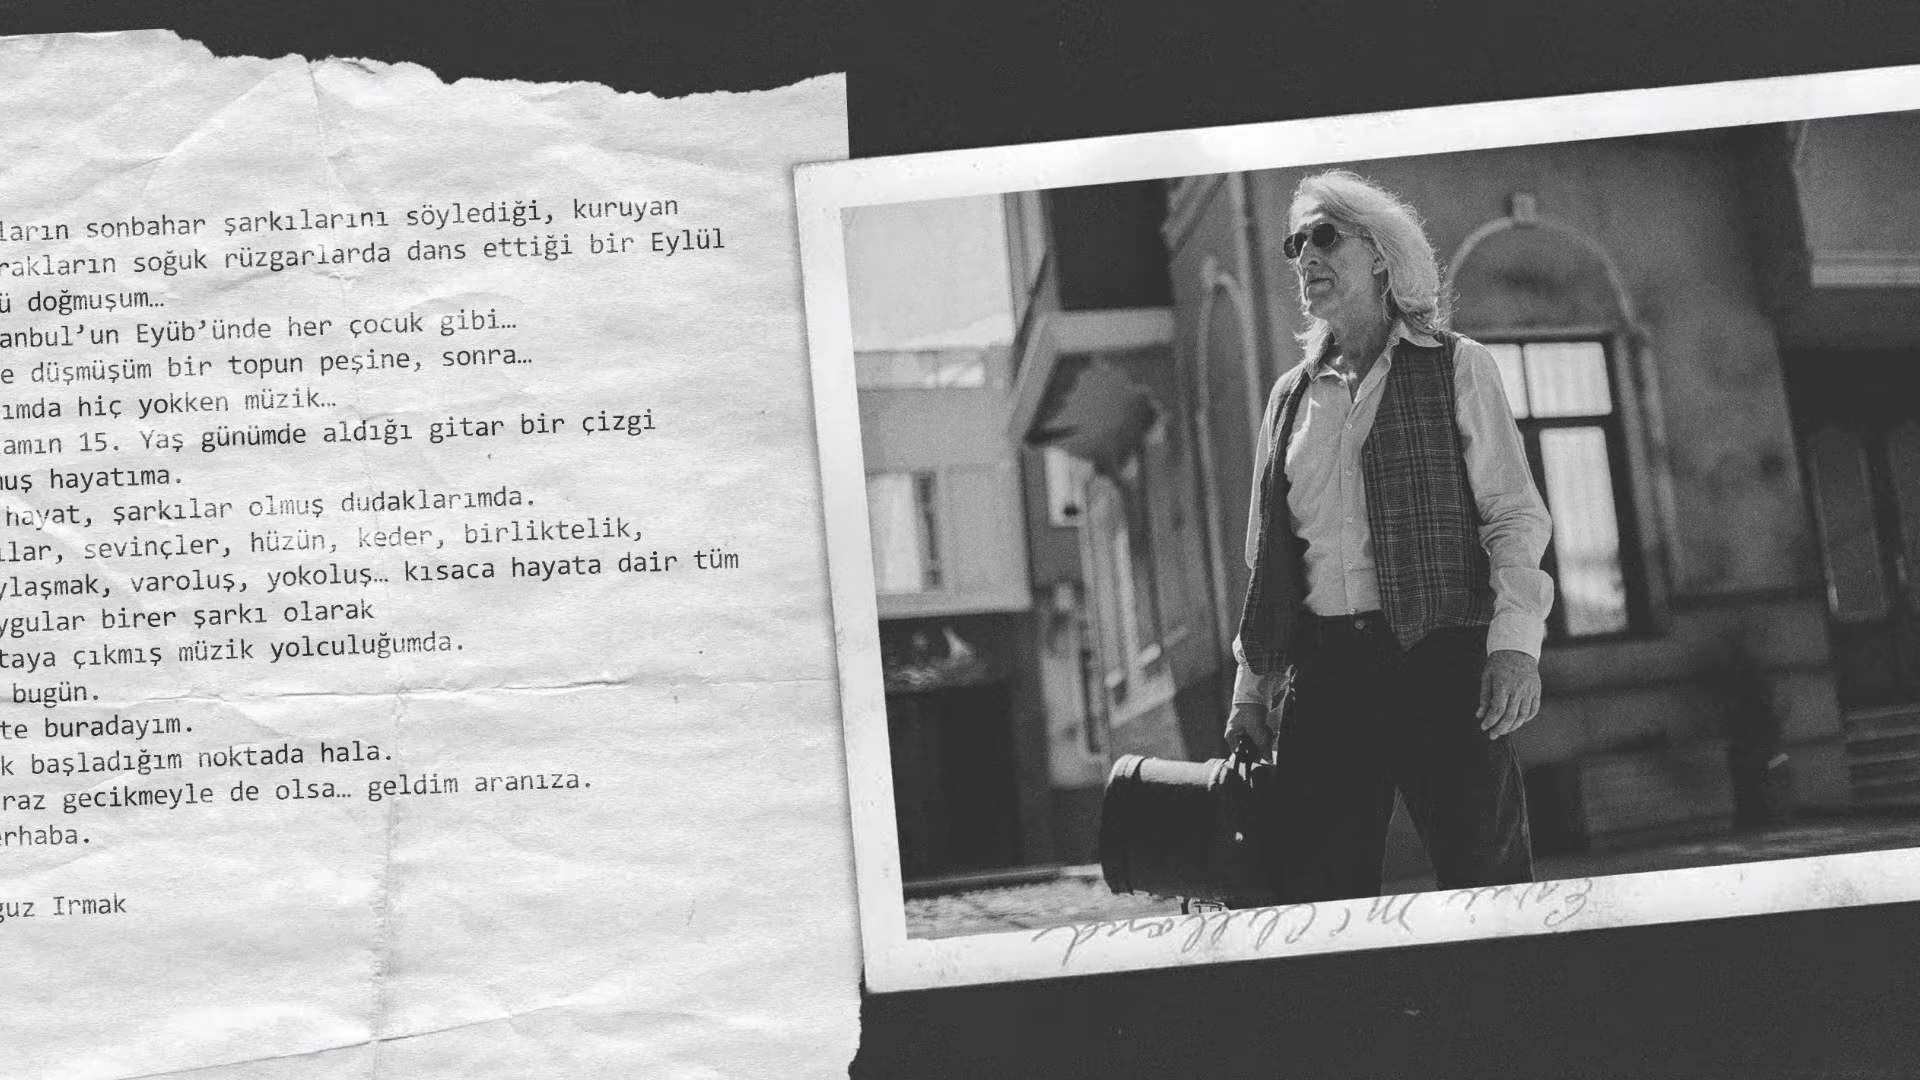 ların sonbahar şarkılarını söylediği, kuruyan
rakların soğuk rüzgarlarda dans ettiği bir Eylül
ü doğmuşum…
anbul’un Eyüb’ünde her çocuk gibi…
e düşmüşüm bir topun peşine, sonra…
ımda hiç yokken müzik…
amın 15. Yaş günümde aldığı gitar bir çizgi
muş hayatıma.
hayat, şarkılar olmuş dudaklarımda.
lar, sevinçler, hüzün, keder, birliktelik,
ylaşmak, varoluş, yokoluş… kısaca hayata dair tüm
ygular birer şarkı olarak
taya çıkmış müzik yolculuğumda.
bugün.
te buradayım.
k başladığım noktada hala.
raz gecikmeyle de olsa… geldim aranıza.
erhaba.
ğuz Irmak